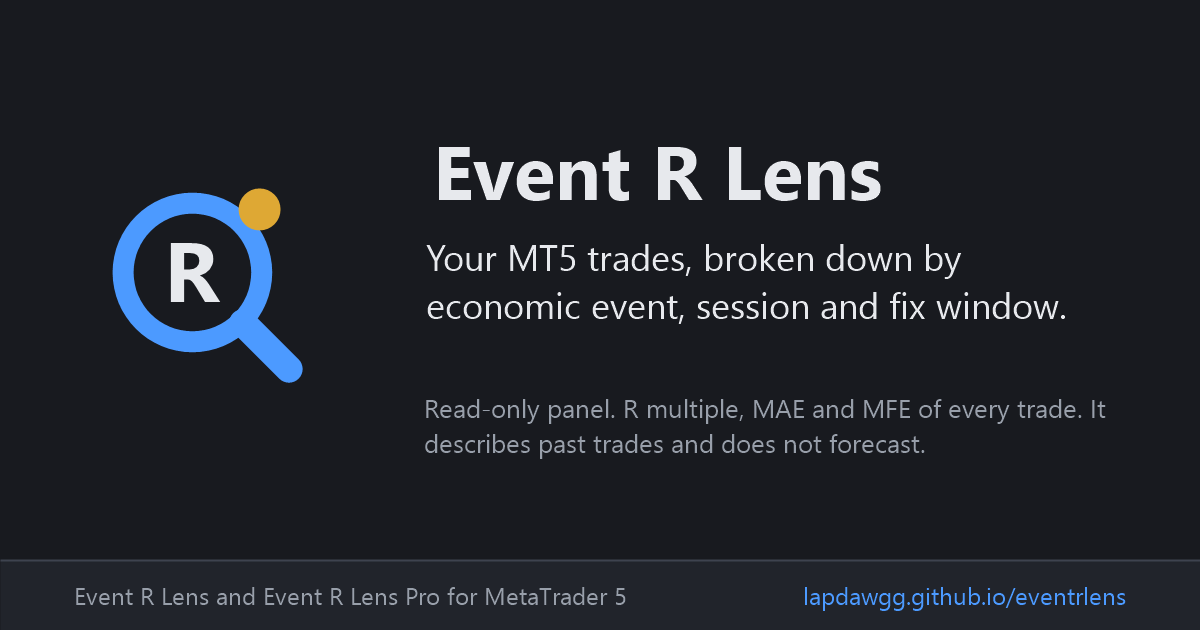 R
Event R Lens
Your MT5 trades, broken down by
economic event, session and fix window.
Read-only panel. R multiple, MAE and MFE of every trade. It
describes past trades and does not forecast.
Event R Lens and Event R Lens Pro for MetaTrader 5
lapdawgg.github.io/eventrlens